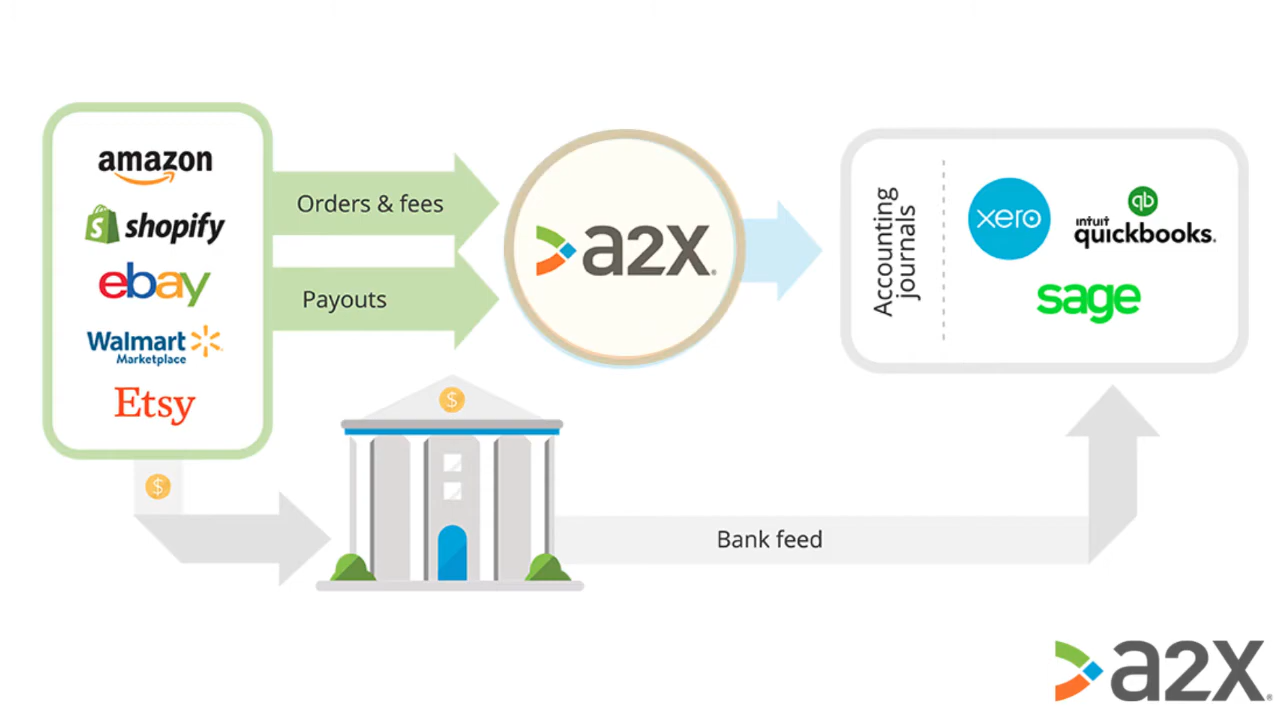 amazon
shopify
ebay
Walmart
Marketplace
Etsy
$
Orders & fees
Payouts
a2X®
Accounting
journals
xero
qb
intuit
quickbooks.
sage
$
Bank feed
a2X®